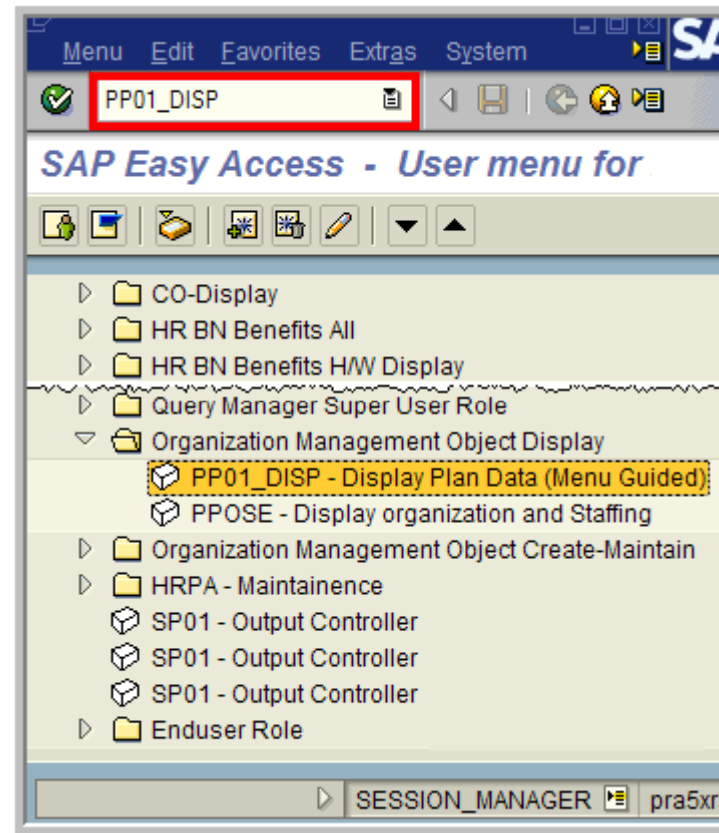 Menu Edit Favorites Extras System
SA
PP01_DISP
SAP Easy Access - User menu for
CO-Display
HR BN Benefits All
HR BN Benefits H/W Display
Query Manager Super User Role
Organization Management Object Display
PP01_DISP - Display Plan Data (Menu Guided)
PPOSE - Display organization and Staffing
Organization Management Object Create-Maintain
HRPA - Maintainence
SP01 - Output Controller
SP01 - Output Controller
SP01 - Output Controller
Enduser Role
SESSION_MANAGER pra5xr